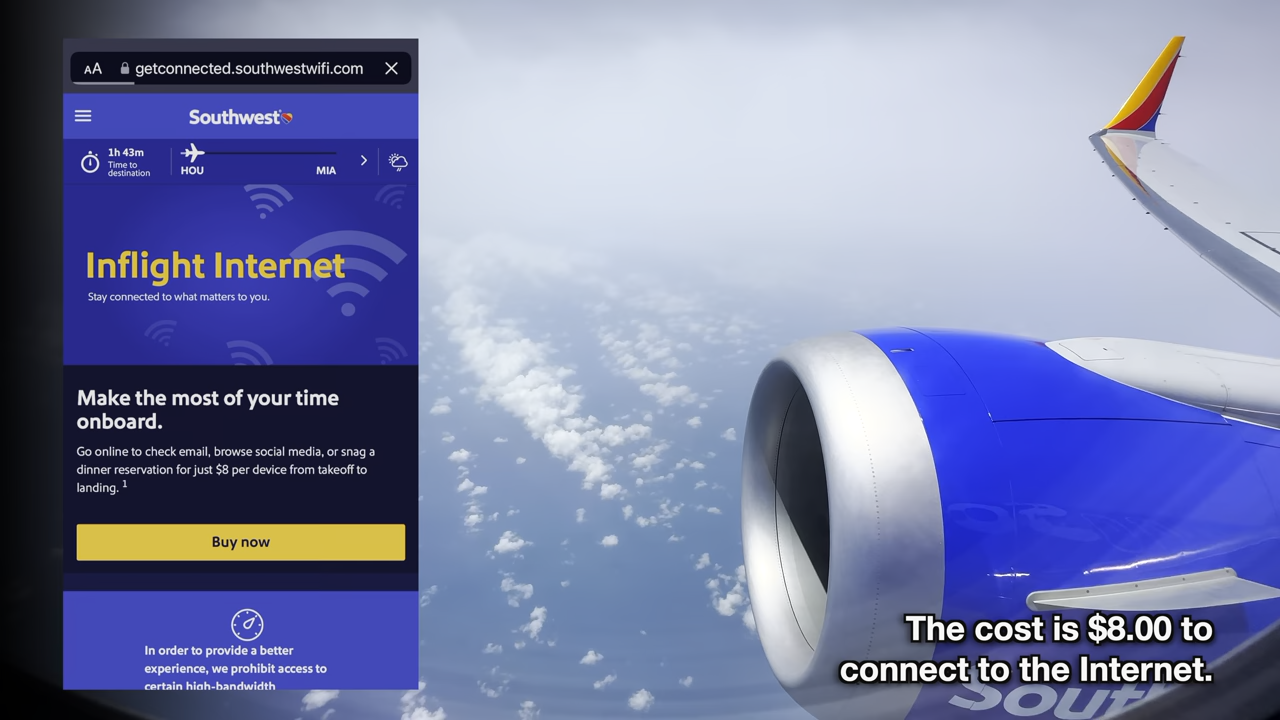 AA getconnected.southwestwifi.com
Southwest
1h 43m
Time to
destination
HOU
MIA
Inflight Internet
Stay connected to what matters to you.
Make the most of your time
onboard.
Go online to check email, browse social media, or snag a
dinner reservation for just $8 per device from takeoff to
landing. 1
Buy now
In order to provide a better
experience, we prohibit access to
certain high-bandwidth
The cost is $8.00 to
connect to the Internet.